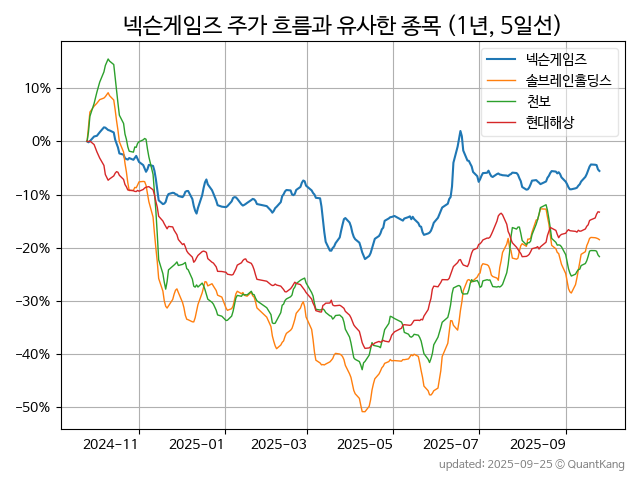 넥슨게임즈 주가 흐름과 유사한 종목 (1년, 5일선)
넥슨게임즈
솔브레인홀딩스
천보
현대해상
10%
0%
−10%
−20%
−30%
−40%
−50%
2024−11 2025−01 2025−03 2025−05 2025−07 2025−09
updated: 2025-09-25 © QuantKang